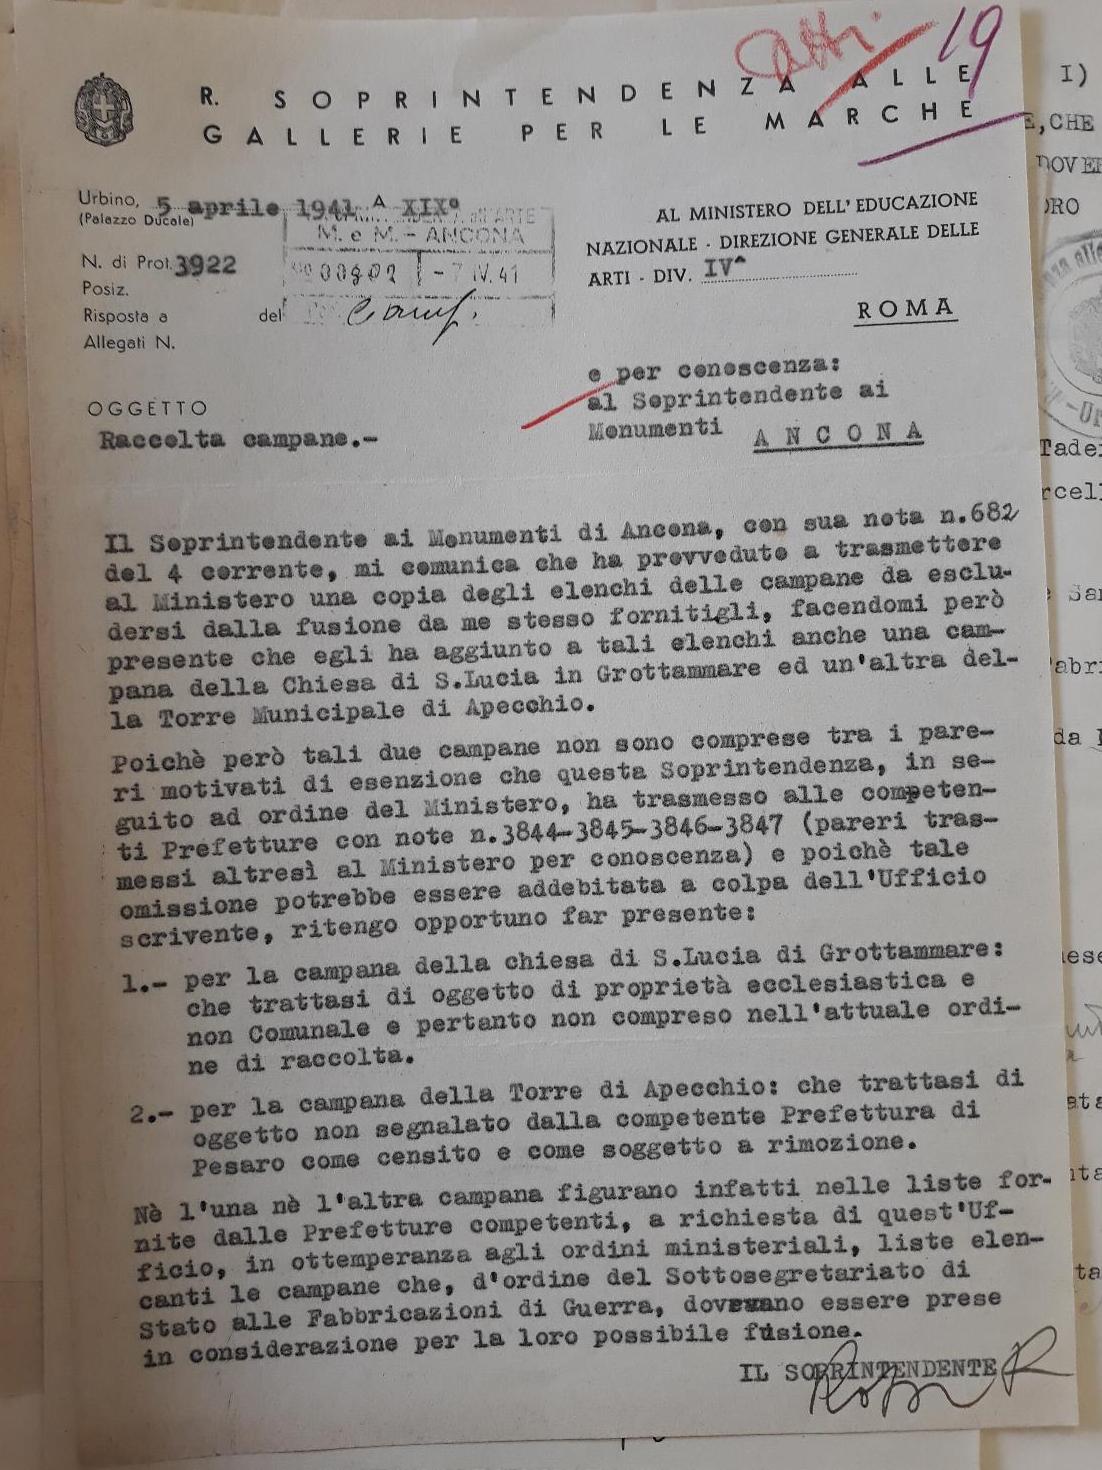 atti.
19
R. SOPRINTENDENZA ALLE
GALLERIE PER LE MARCHE
Urbino, 5 aprile 1941 A XIXº
(Palazzo Ducale)
M. e M. - ANCONA
- 7 IV. 41
N. di Prot. 3922
Posiz.
Risposta a del
Allegati N.
AL MINISTERO DELL'EDUCAZIONE
NAZIONALE - DIREZIONE GENERALE DELLE
ARTI - DIV. IVª
ROMA
e per conoscenza:
al Soprintendente ai
Monumenti ANCONA
OGGETTO
Raccolta campane.-
Il Soprintendente ai Monumenti di Ancona, con sua nota n.682
del 4 corrente, mi comunica che ha provveduto a trasmettere
al Ministero una copia degli elenchi delle campane da esclu-
dersi dalla fusione da me stesso fornitigli, facendomi però
presente che egli ha aggiunto a tali elenchi anche una cam-
pana della Chiesa di S.Lucia in Grottammare ed un'altra del-
la Torre Municipale di Apecchio.
Poichè però tali due campane non sono comprese tra i pare-
ri motivati di esenzione che questa Soprintendenza, in se-
guito ad ordine del Ministero, ha trasmesso alle competen-
ti Prefetture con note n.3844-3845-3846-3847 (pareri tras-
messi altresì al Ministero per conoscenza) e poichè tale
omissione potrebbe essere addebitata a colpa dell'Ufficio
scrivente, ritengo opportuno far presente:
1.- per la campana della chiesa di S.Lucia di Grottammare:
che trattasi di oggetto di proprietà ecclesiastica e
non Comunale e pertanto non compreso nell'attuale ordi-
ne di raccolta.
2.- per la campana della Torre di Apecchio: che trattasi di
oggetto non segnalato dalla competente Prefettura di
Pesaro come censito e come soggetto a rimozione.
Nè l'una nè l'altra campana figurano infatti nelle liste for-
nite dalle Prefetture competenti, a richiesta di quest'Uf-
ficio, in ottemperanza agli ordini ministeriali, liste elen-
canti le campane che, d'ordine del Sottosegretariato di
Stato alle Fabbricazioni di Guerra, dovevano essere prese
in considerazione per la loro possibile fusione.
IL SOPRINTENDENTE